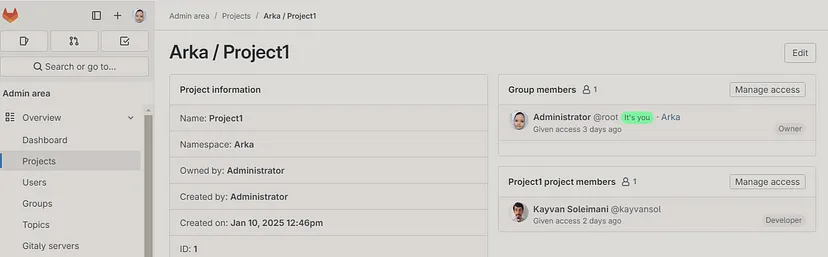 Admin area / Projects / Arka / Project1
Search or go to...
Admin area
Overview
Dashboard
Projects
Users
Groups
Topics
Gitaly servers
Arka / Project1
Edit
Project information
Name: Project1
Namespace: Arka
Owned by: Administrator
Created by: Administrator
Created on: Jan 10, 2025 12:46pm
ID: 1
Group members 1
Manage access
Administrator @root It's you · Arka
Given access 3 days ago
Owner
Project1 project members 1
Manage access
Kayvan Soleimani @kayvansol
Given access 2 days ago
Developer